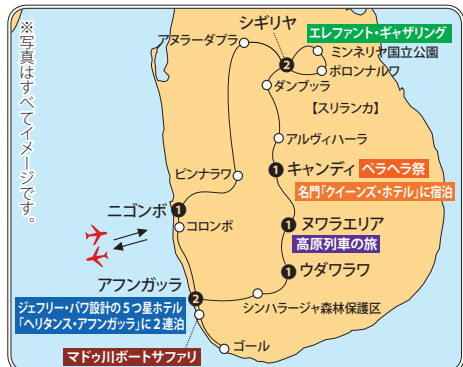 ※写真はすべてイメージです。
シギリヤ
エレファント・ギャザリング
アヌラーダプラ
ミンネリヤ国立公園
2
ポロンナルワ
ダンブッラ
【スリランカ】
アルヴィハーラ
1 キャンディ ペラヘラ祭
名門「クイーンズ・ホテル」に宿泊
ピンナラワ
ニゴンボ 1
コロンボ
1 ヌワラエリア
高原列車の旅
1 ウダワラワ
アフンガッラ
2
シンハラージャ森林保護区
ジェフリー・バワ設計の5つ星ホテル
「ヘリタンス・アフンガッラ」に2連泊
マドゥ川ボートサファリ
ゴール